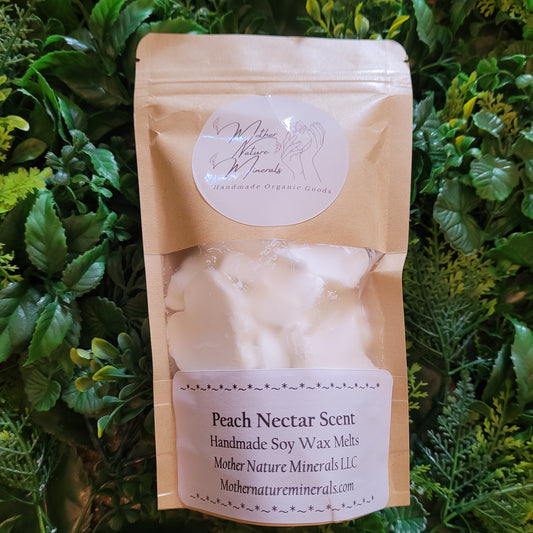 Mother
Nature
Minerals
Handmade Organic Goods
*~*~*~*~*~*~*~*~*~*~*~*~*~*
Peach Nectar Scent
Handmade Soy Wax Melts
Mother Nature Minerals LLC
Mothernatureminerals.com
*~*~*~*~*~*~*~*~*~*~*~*~*~*